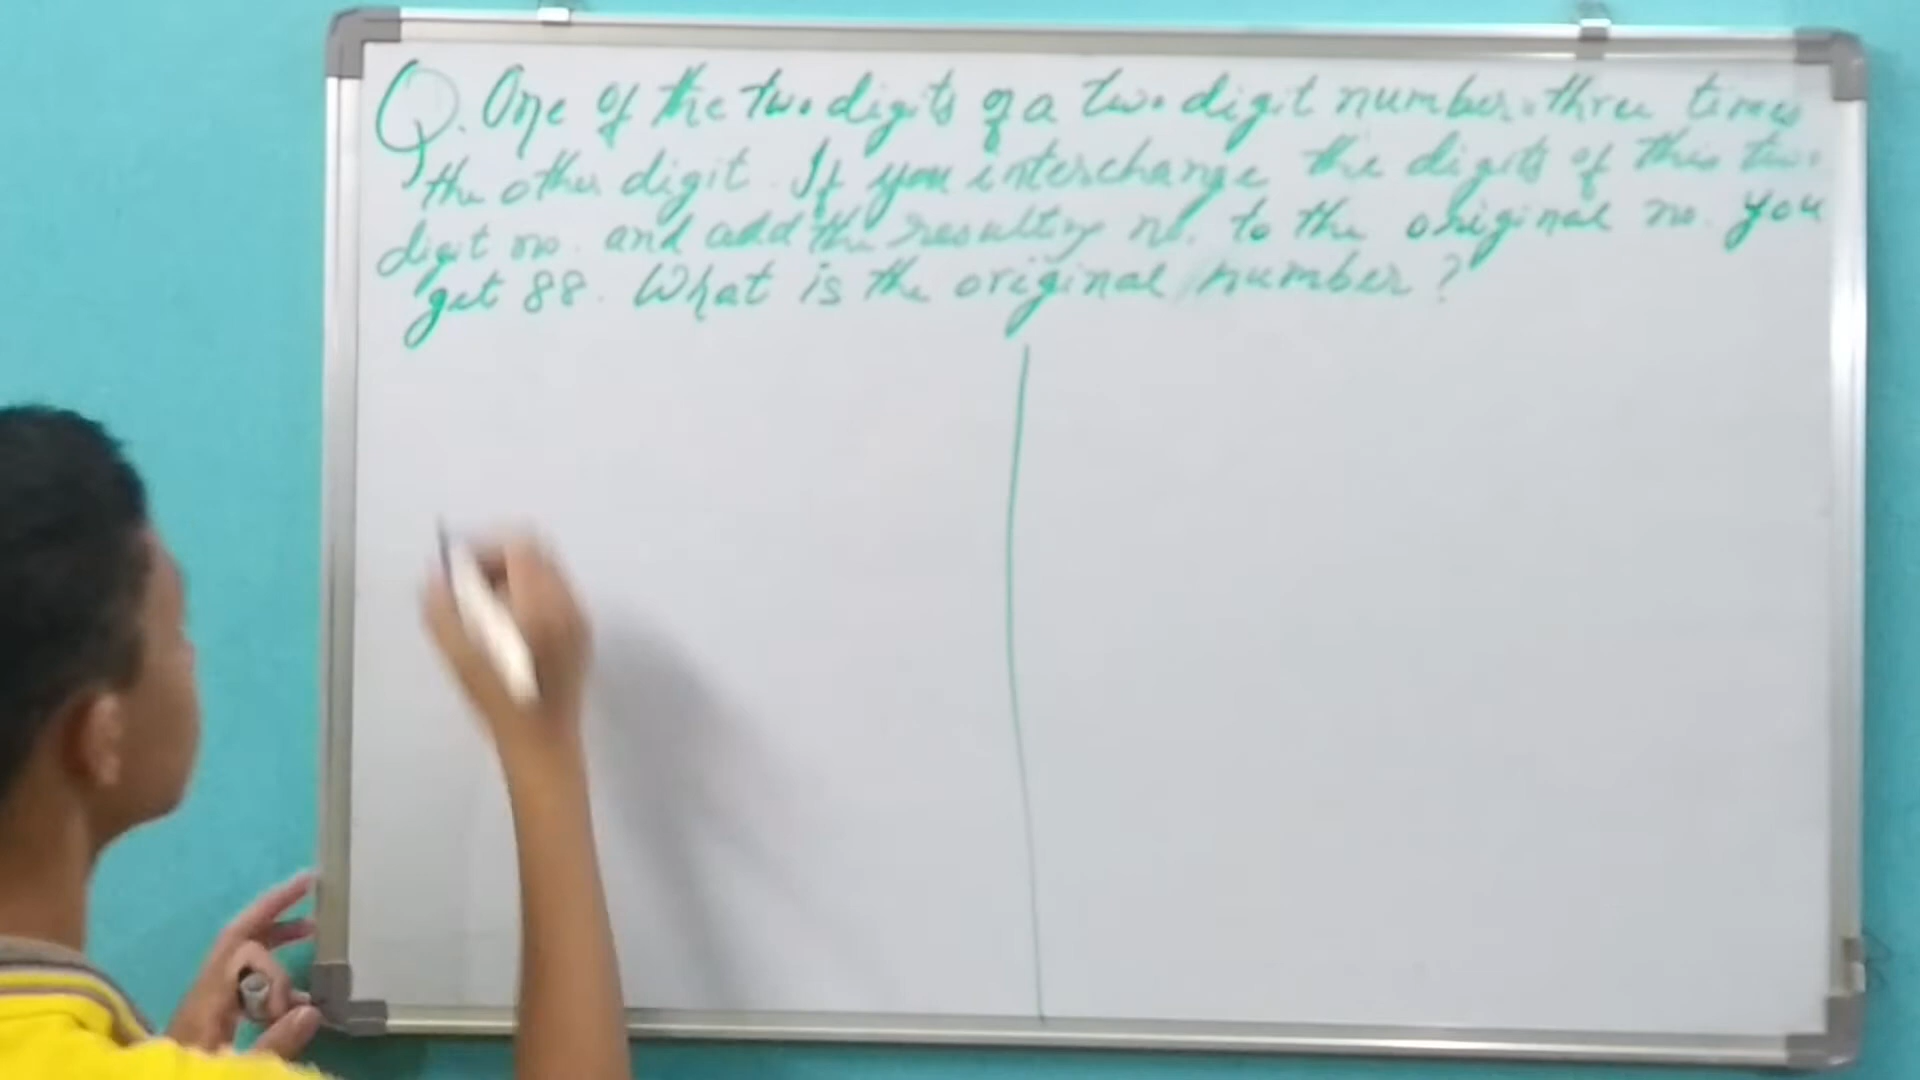 Q. One of the two digits of a two digit number is three times
the other digit. If you interchange the digits of this two
digit no. and add the resulting no. to the original no. you
get 88. What is the original number?